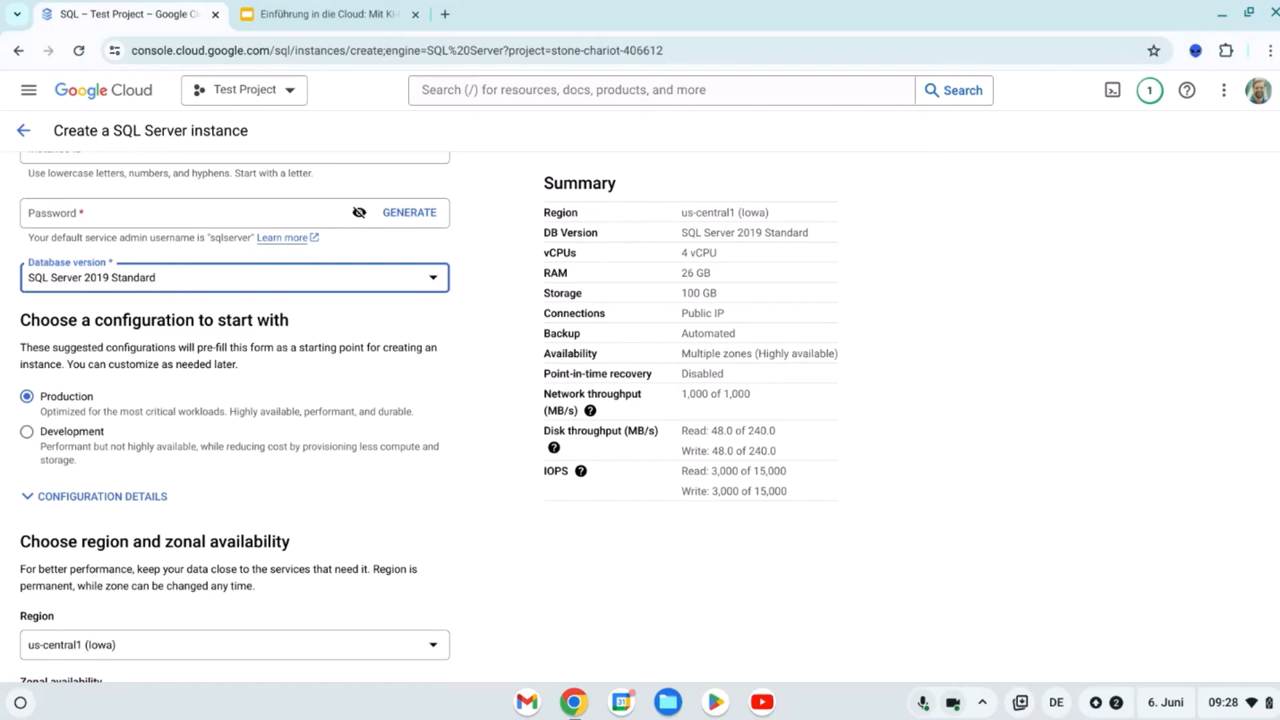 SQL – Test Project – Google Cl
Einführung in die Cloud: Mit KI-
console.cloud.google.com/sql/instances/create;engine=SQL%20Server?project=stone-chariot-406612
Google Cloud
Test Project
Search (/) for resources, docs, products, and more
Search
1
Create a SQL Server instance
Use lowercase letters, numbers, and hyphens. Start with a letter.
Password *
GENERATE
Your default service admin username is "sqlserver" Learn more
Database version *
SQL Server 2019 Standard
Choose a configuration to start with
These suggested configurations will pre-fill this form as a starting point for creating an
instance. You can customize as needed later.
Production
Optimized for the most critical workloads. Highly available, performant, and durable.
Development
Performant but not highly available, while reducing cost by provisioning less compute and
storage.
CONFIGURATION DETAILS
Choose region and zonal availability
For better performance, keep your data close to the services that need it. Region is
permanent, while zone can be changed any time.
Region
us-central1 (Iowa)
Zonal availability
Summary
Region us-central1 (Iowa)
DB Version SQL Server 2019 Standard
vCPUs 4 vCPU
RAM 26 GB
Storage 100 GB
Connections Public IP
Backup Automated
Availability Multiple zones (Highly available)
Point-in-time recovery Disabled
Network throughput 1,000 of 1,000
(MB/s)
Disk throughput (MB/s) Read: 48.0 of 240.0
Write: 48.0 of 240.0
IOPS Read: 3,000 of 15,000
Write: 3,000 of 15,000
31
DE
2
6. Juni
09:28